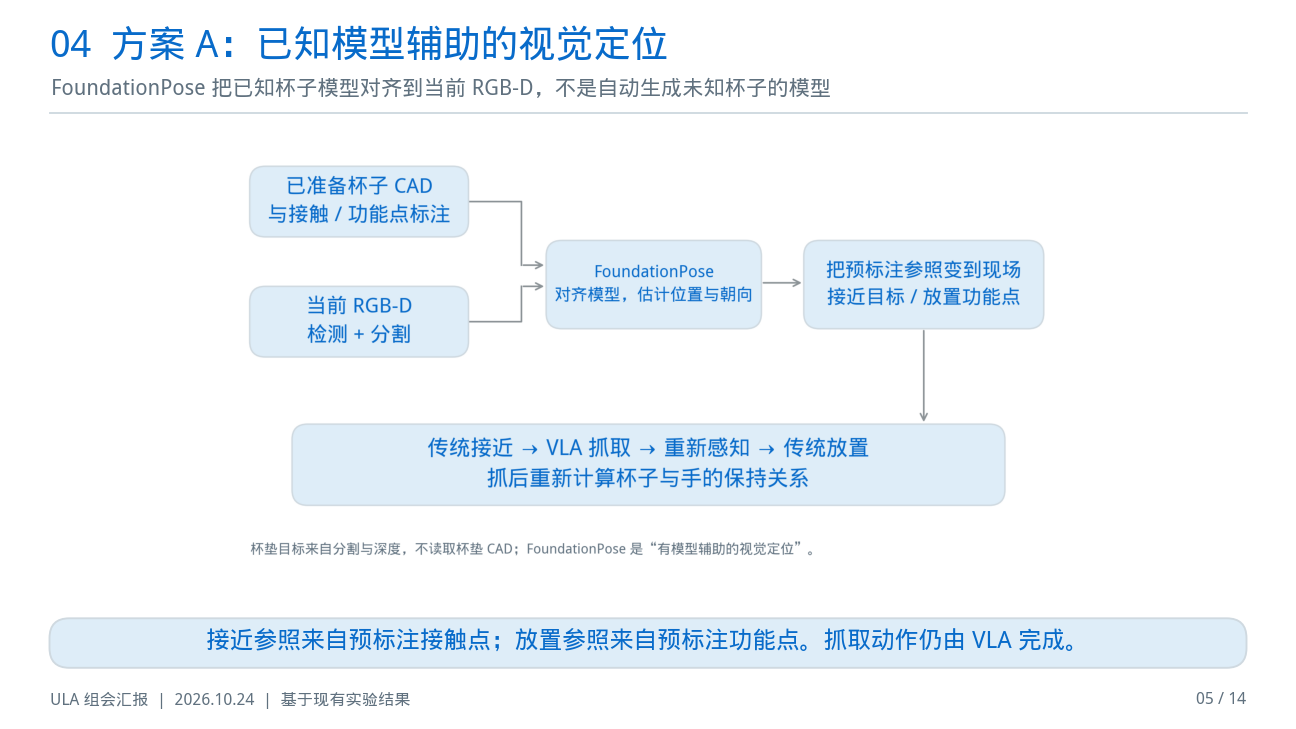 04 方案 A：已知模型辅助的视觉定位
FoundationPose 把已知杯子模型对齐到当前 RGB-D，不是自动生成未知杯子的模型
已准备杯子 CAD
与接触 / 功能点标注
当前 RGB-D
检测 + 分割
FoundationPose
对齐模型，估计位置与朝向
把预标注参照变到现场
接近目标 / 放置功能点
传统接近 → VLA 抓取 → 重新感知 → 传统放置
抓后重新计算杯子与手的保持关系
杯垫目标来自分割与深度，不读取杯垫 CAD；FoundationPose 是“有模型辅助的视觉定位”。
接近参照来自预标注接触点；放置参照来自预标注功能点。抓取动作仍由 VLA 完成。
ULA 组会汇报 | 2026.10.24 | 基于现有实验结果
05 / 14